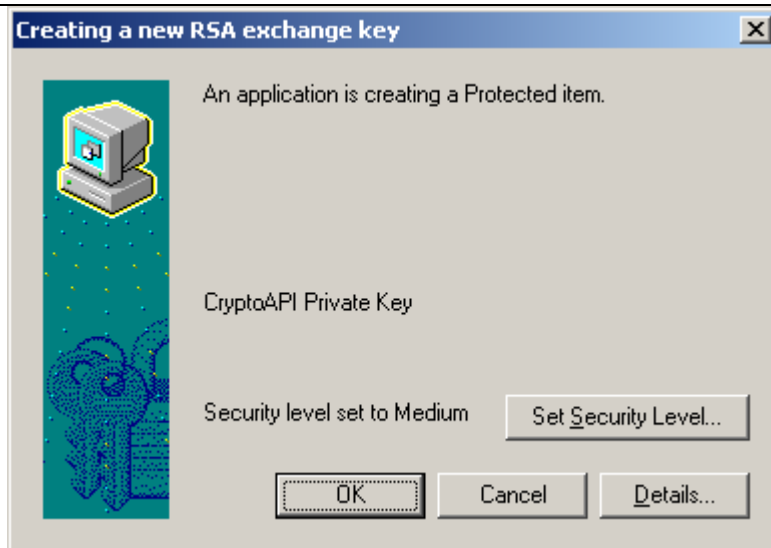 Creating a new RSA exchange key
An application is creating a Protected item.
CryptoAPI Private Key
Security level set to Medium
Set Security Level...
OK
Cancel
Details...